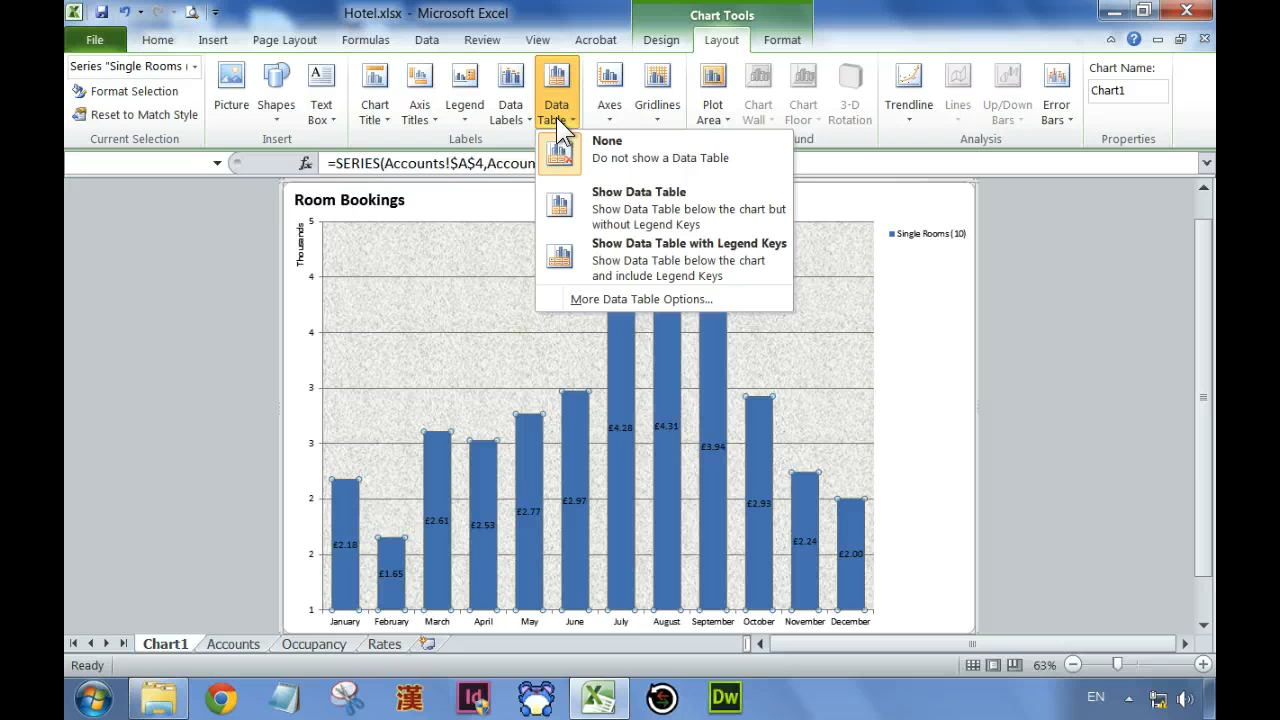 Hotel.xlsx - Microsoft Excel
Chart Tools
File Home Insert Page Layout Formulas Data Review View Acrobat Design Layout Format
Series "Single Rooms (
Format Selection
Reset to Match Style
Current Selection
Picture
Shapes
Text Box
Insert
Chart Title
Axis Titles
Legend
Data Labels
Data Table
Labels
Axes
Gridlines
Plot Area
Chart Wall
Chart Floor
3-D Rotation
Trendline
Lines
Up/Down Bars
Error Bars
Analysis
Chart Name:
Chart1
Properties
fx
=SERIES(Accounts!$A$4,Accoun
None
Do not show a Data Table
Show Data Table
Show Data Table below the chart but
without Legend Keys
Show Data Table with Legend Keys
Show Data Table below the chart
and include Legend Keys
More Data Table Options...
Room Bookings
Thousands
5
4
4
3
3
2
2
1
Single Rooms (10)
£2.18
£1.65
£2.61
£2.53
£2.77
£2.97
£4.28
£4.31
£3.94
£2.93
£2.24
£2.00
January February March April May June July August September October November December
Chart1 Accounts Occupancy Rates
Ready
63%
漢
Id
Dw
EN